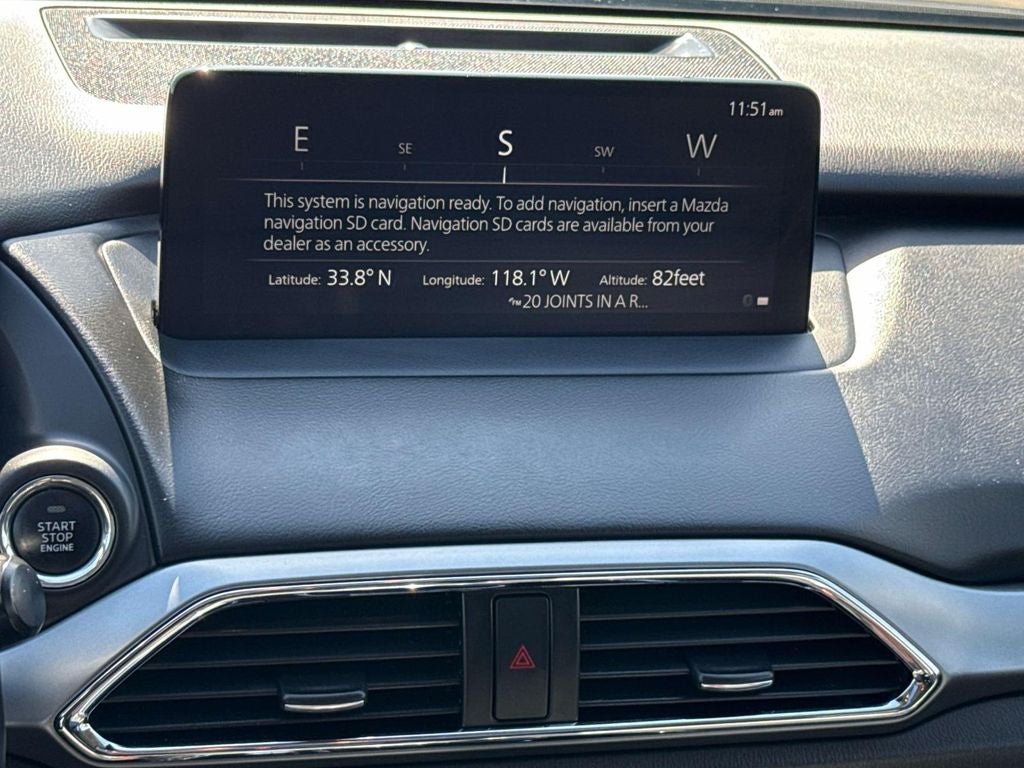 11:51am
E SE S SW W
This system is navigation ready. To add navigation, insert a Mazda
navigation SD card. Navigation SD cards are available from your
dealer as an accessory.
Latitude: 33.8° N Longitude: 118.1° W Altitude: 82feet
FM 20 JOINTS IN A R...
START
STOP
ENGINE